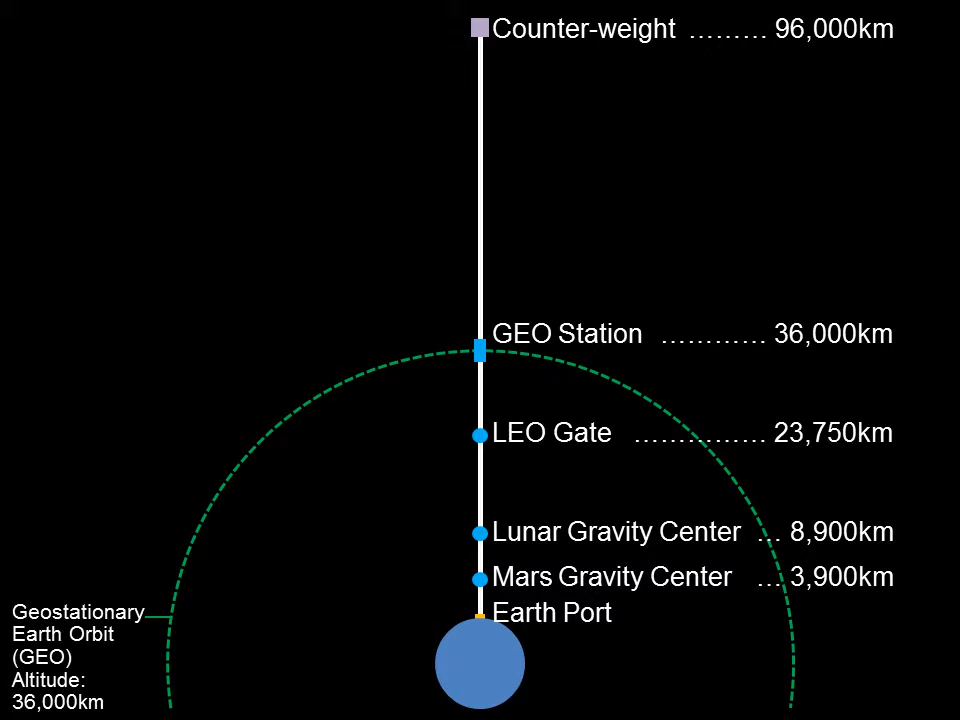 Counter-weight ……… 96,000km
GEO Station ………… 36,000km
LEO Gate …………… 23,750km
Lunar Gravity Center … 8,900km
Mars Gravity Center … 3,900km
Earth Port
Geostationary
Earth Orbit
(GEO)
Altitude:
36,000km